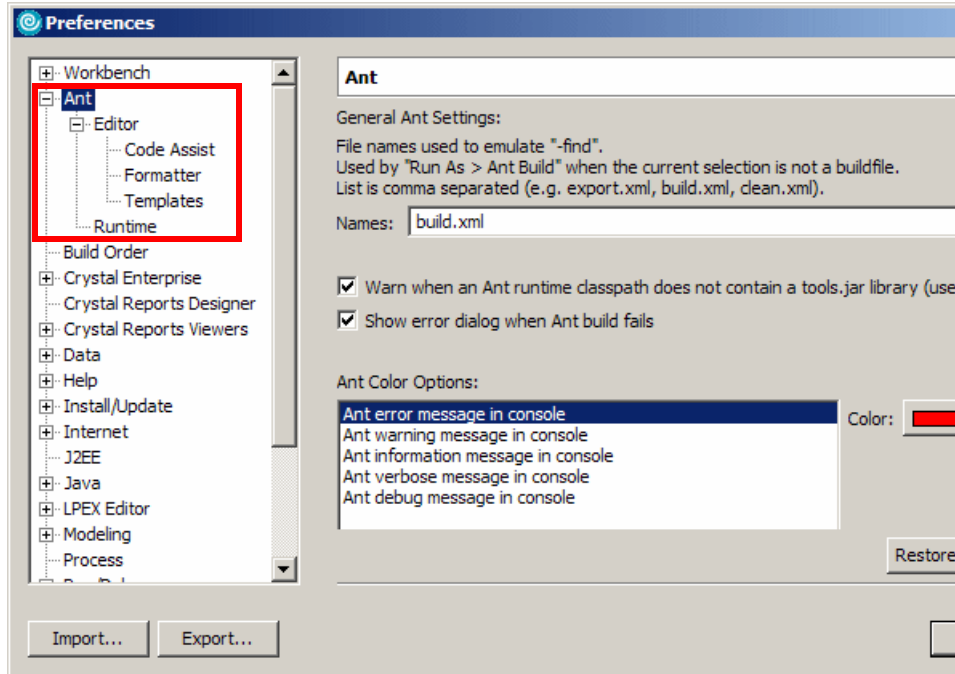 Preferences
Workbench
Ant
Editor
Code Assist
Formatter
Templates
Runtime
Build Order
Crystal Enterprise
Crystal Reports Designer
Crystal Reports Viewers
Data
Help
Install/Update
Internet
J2EE
Java
LPEX Editor
Modeling
Process
Ant
General Ant Settings:
File names used to emulate "-find".
Used by "Run As > Ant Build" when the current selection is not a buildfile.
List is comma separated (e.g. export.xml, build.xml, clean.xml).
Names: build.xml
Warn when an Ant runtime classpath does not contain a tools.jar library (use
Show error dialog when Ant build fails
Ant Color Options:
Ant error message in console
Ant warning message in console
Ant information message in console
Ant verbose message in console
Ant debug message in console
Color:
Restore
Import... Export...